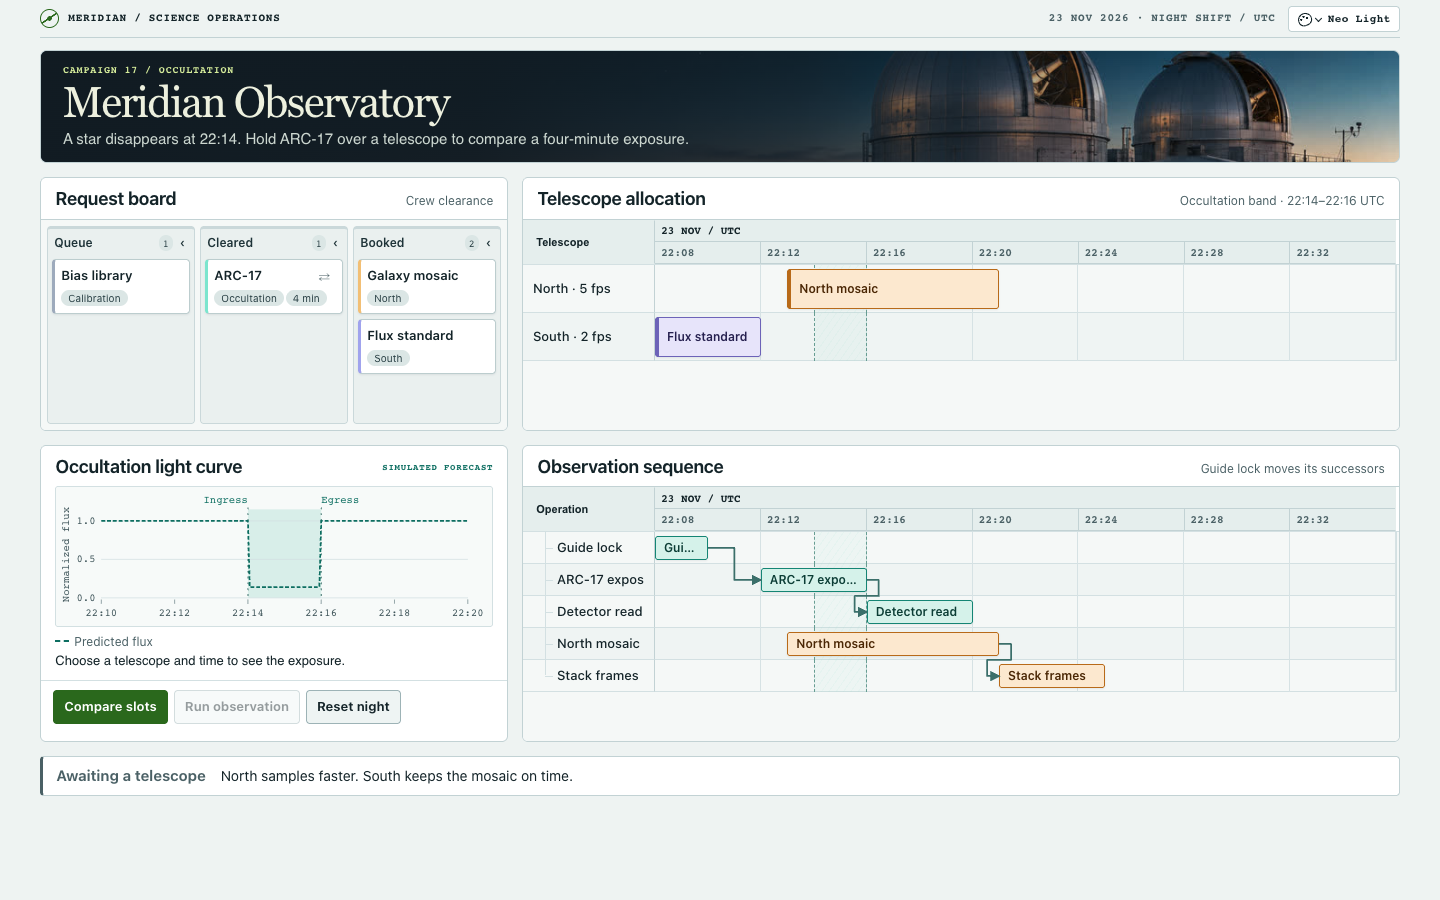 MERIDIAN / SCIENCE OPERATIONS
23 NOV 2026 · NIGHT SHIFT / UTC
Neo Light
CAMPAIGN 17 / OCCULTATION
Meridian Observatory
A star disappears at 22:14. Hold ARC-17 over a telescope to compare a four-minute exposure.
Request board
Crew clearance
Queue 1
Bias library
Calibration
Cleared 1
ARC-17
Occultation 4 min
Booked 2
Galaxy mosaic
North
Flux standard
South
Telescope allocation
Occultation band · 22:14–22:16 UTC
Telescope
23 NOV / UTC
22:08 22:12 22:16 22:20 22:24 22:28 22:32
North · 5 fps
North mosaic
South · 2 fps
Flux standard
Occultation light curve
SIMULATED FORECAST
Ingress Egress
Normalized flux
1.0
0.5
0.0
22:10 22:12 22:14 22:16 22:18 22:20
Predicted flux
Choose a telescope and time to see the exposure.
Compare slots
Run observation
Reset night
Observation sequence
Guide lock moves its successors
Operation
23 NOV / UTC
22:08 22:12 22:16 22:20 22:24 22:28 22:32
Guide lock
Gui...
ARC-17 expos
ARC-17 expo...
Detector read
Detector read
North mosaic
North mosaic
Stack frames
Stack frames
Awaiting a telescope
North samples faster. South keeps the mosaic on time.